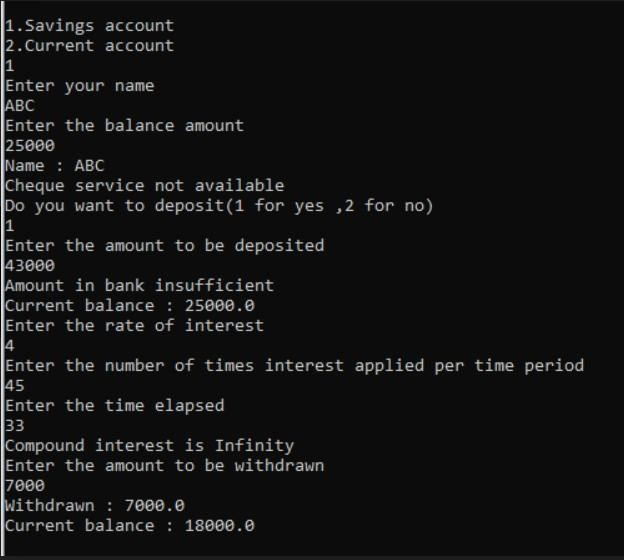 1.Savings account
2.Current account
1
Enter your name
ABC
Enter the balance amount
25000
Name : ABC
Cheque service not available
Do you want to deposit(1 for yes ,2 for no)
1
Enter the amount to be deposited
43000
Amount in bank insufficient
Current balance : 25000.0
Enter the rate of interest
4
Enter the number of times interest applied per time period
45
Enter the time elapsed
33
Compound interest is Infinity
Enter the amount to be withdrawn
7000
Withdrawn : 7000.0
Current balance : 18000.0